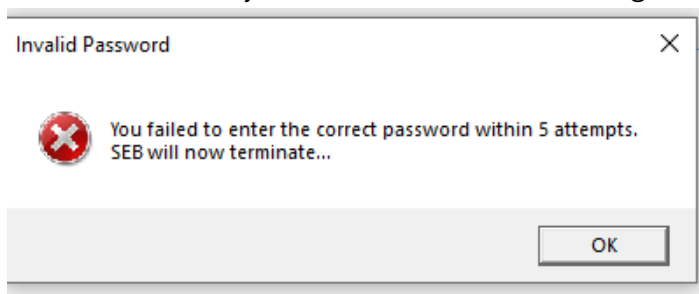 Invalid Password
You failed to enter the correct password within 5 attempts.
SEB will now terminate...
OK